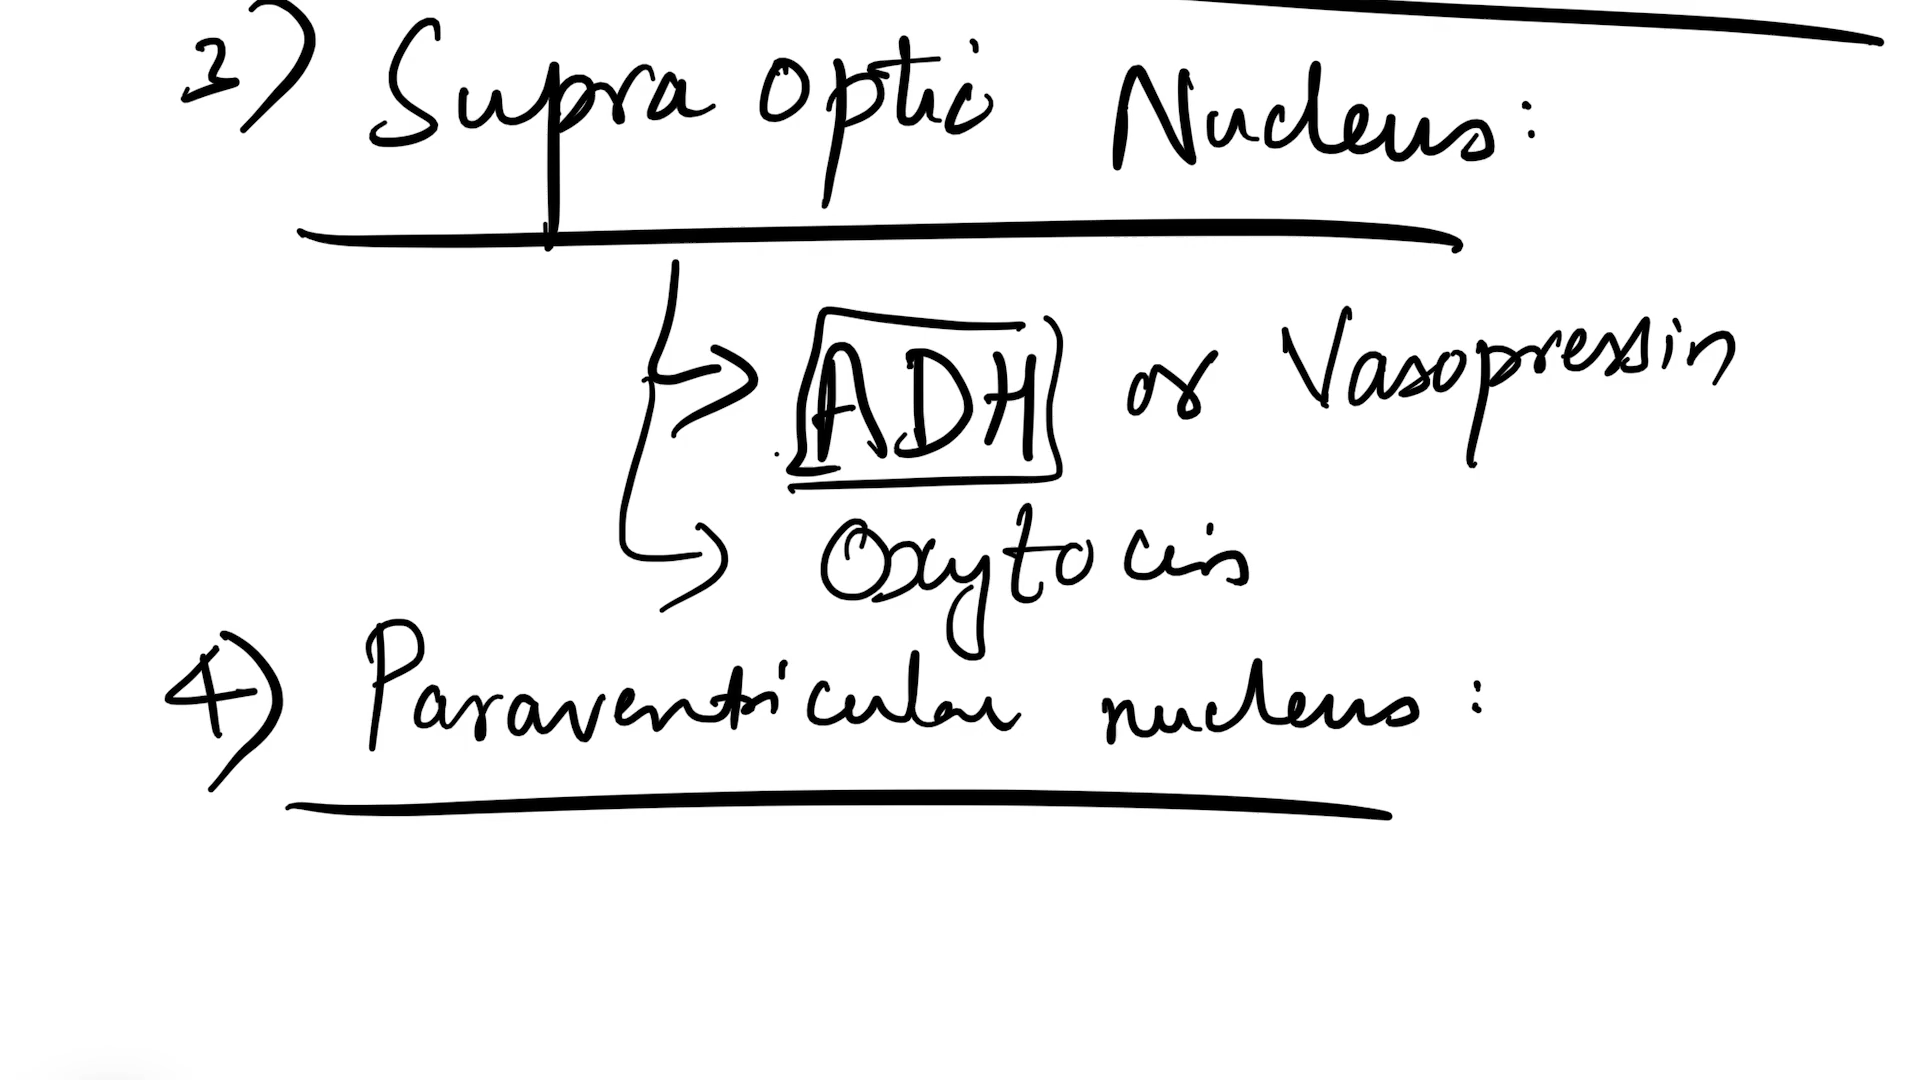 3) Supra optic Nucleus:
ADH or Vasopressin
Oxytocin
4) Paraventricular nucleus: